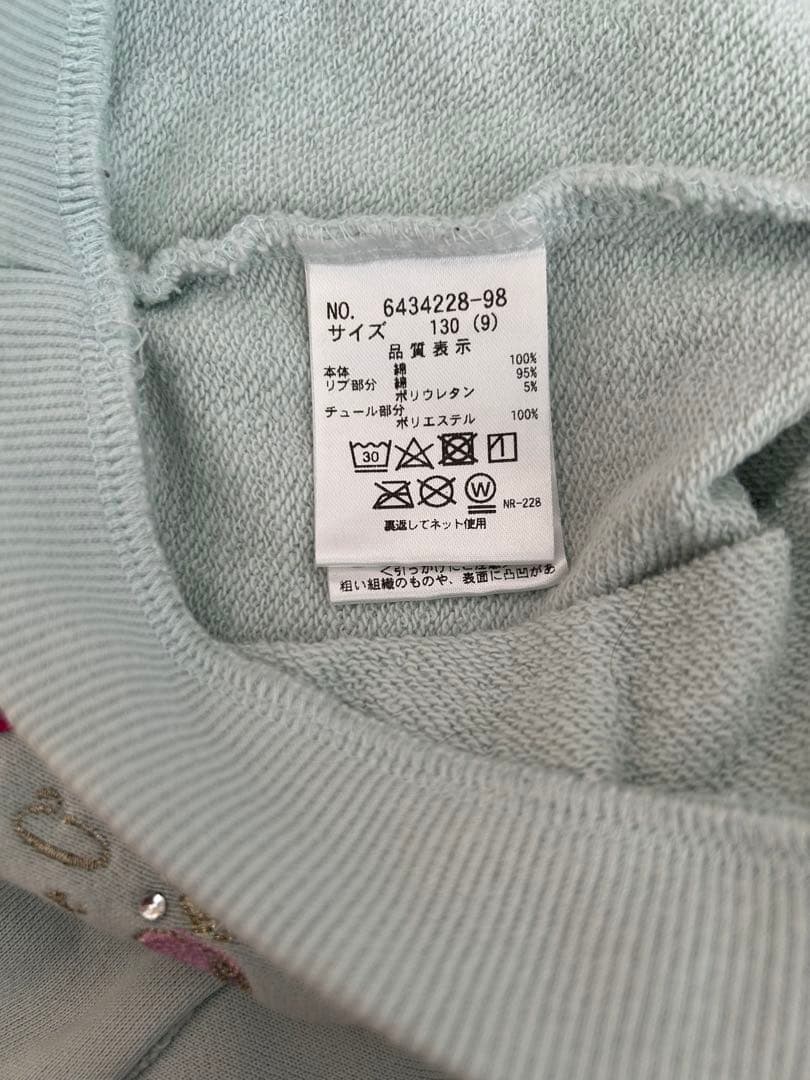 NO. 6434228-98
サイズ 130 (9)
品質表示
本体 綿 100%
リブ部分 綿 95%
ポリウレタン 5%
チュール部分
ポリエステル 100%
30
W NR-228
裏返してネット使用
粗い組織のものや、表面に凸凹があ